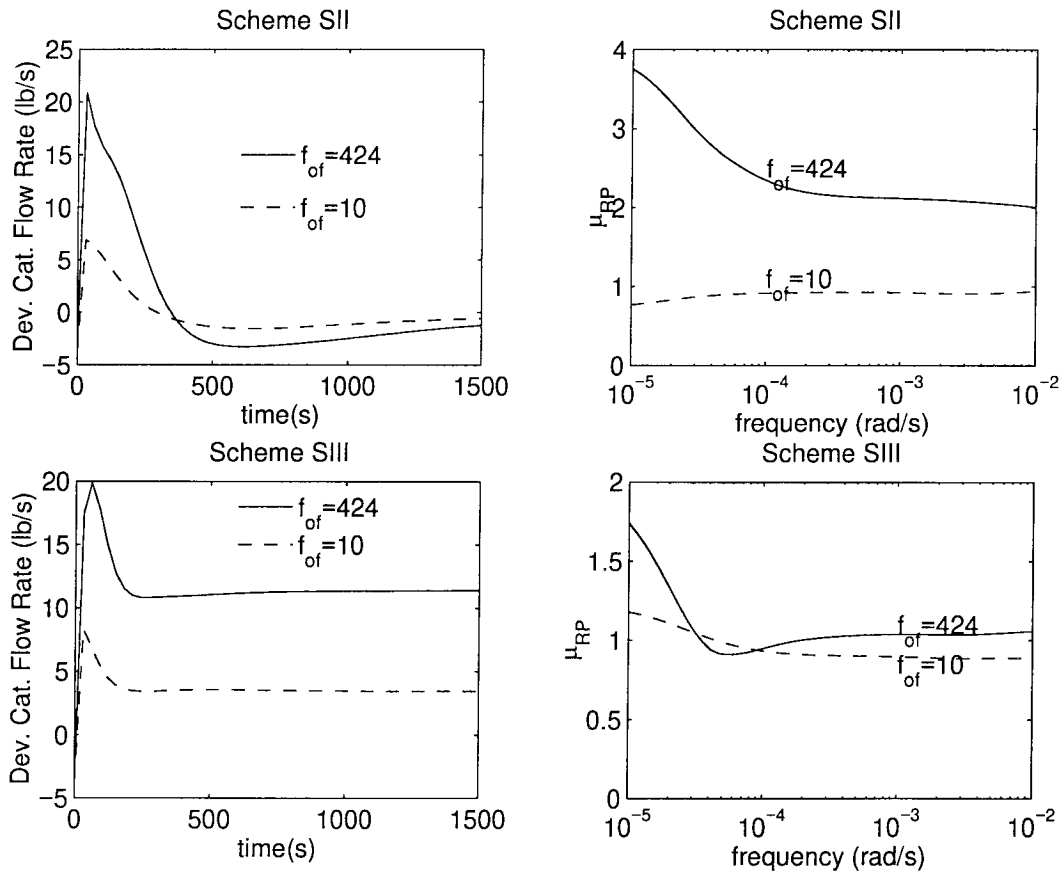 Scheme SII
Dev. Cat. Flow Rate (lb/s)
25
20
15
10
5
0
−5
f_of=424
f_of=10
0
500
1000
1500
time(s)
Scheme SII
μ_RP
4
3
2
1
0
f_of=424
f_of=10
10^−5
10^−4
10^−3
10^−2
frequency (rad/s)
Scheme SIII
Dev. Cat. Flow Rate (lb/s)
20
15
10
5
0
−5
f_of=424
f_of=10
0
500
1000
1500
time(s)
Scheme SIII
μ_RP
2
1.5
1
0.5
0
f_of=424
f_of=10
10^−5
10^−4
10^−3
10^−2
frequency (rad/s)